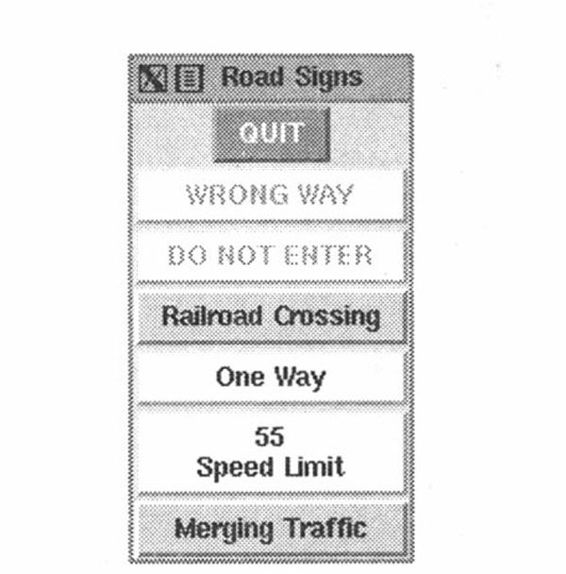 Road Signs
QUIT
WRONG WAY
DO NOT ENTER
Railroad Crossing
One Way
55
Speed Limit
Merging Traffic